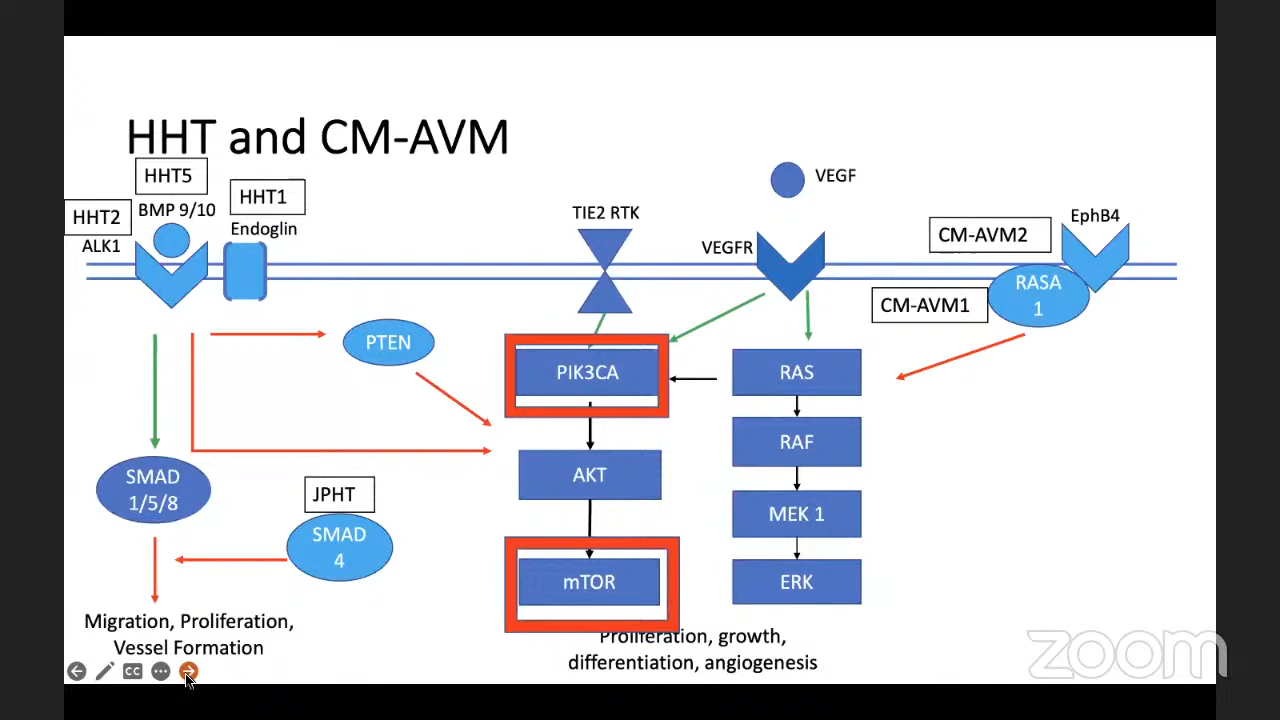 HHT and CM-AVM
HHT5
HHT1
HHT2
BMP 9/10
Endoglin
ALK1
TIE2 RTK
VEGF
VEGFR
CM-AVM2
EphB4
CM-AVM1
RASA
1
PTEN
PIK3CA
RAS
RAF
AKT
SMAD
1/5/8
JPHT
SMAD
4
MEK 1
mTOR
ERK
Migration, Proliferation,
Vessel Formation
Proliferation, growth,
differentiation, angiogenesis
CC
zoom